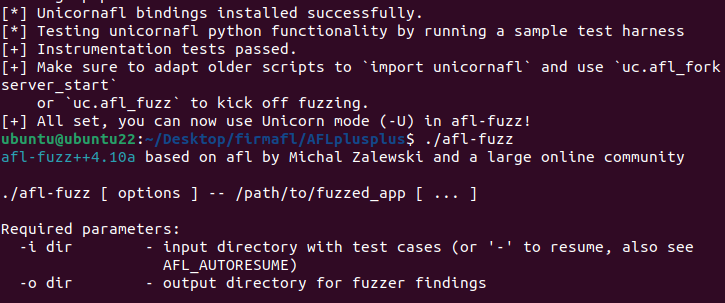 [*] Unicornafl bindings installed successfully.
[*] Testing unicornafl python functionality by running a sample test harness
[+] Instrumentation tests passed.
[+] Make sure to adapt older scripts to `import unicornafl` and use `uc.afl_fork
server_start`
    or `uc.afl_fuzz` to kick off fuzzing.
[+] All set, you can now use Unicorn mode (-U) in afl-fuzz!
ubuntu@ubuntu22:~/Desktop/firmafl/AFLplusplus$ ./afl-fuzz
afl-fuzz++4.10a based on afl by Michal Zalewski and a large online community
./afl-fuzz [ options ] -- /path/to/fuzzed_app [ ... ]
Required parameters:
  -i dir        - input directory with test cases (or '-' to resume, also see
                  AFL_AUTORESUME)
  -o dir        - output directory for fuzzer findings